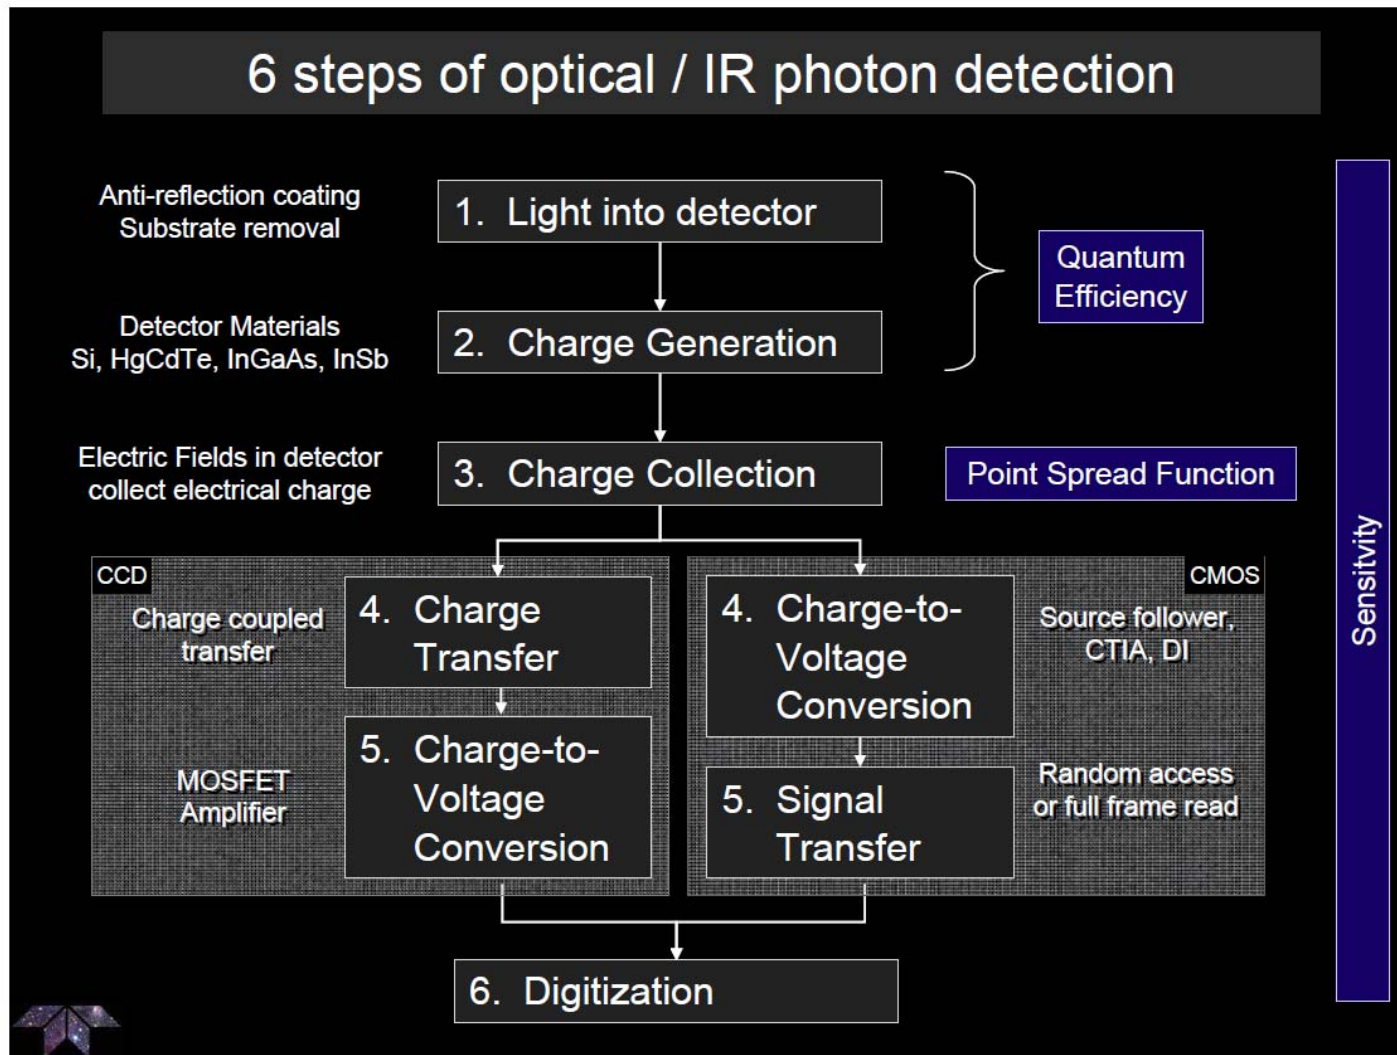 6 steps of optical / IR photon detection
Anti-reflection coating
Substrate removal
1. Light into detector
Quantum
Efficiency
Detector Materials
Si, HgCdTe, InGaAs, InSb
2. Charge Generation
Electric Fields in detector
collect electrical charge
3. Charge Collection
Point Spread Function
Sensitvity
CCD
Charge coupled
transfer
4. Charge
Transfer
MOSFET
Amplifier
5. Charge-to-
Voltage
Conversion
CMOS
4. Charge-to-
Voltage
Conversion
Source follower,
CTIA, DI
5. Signal
Transfer
Random access
or full frame read
6. Digitization